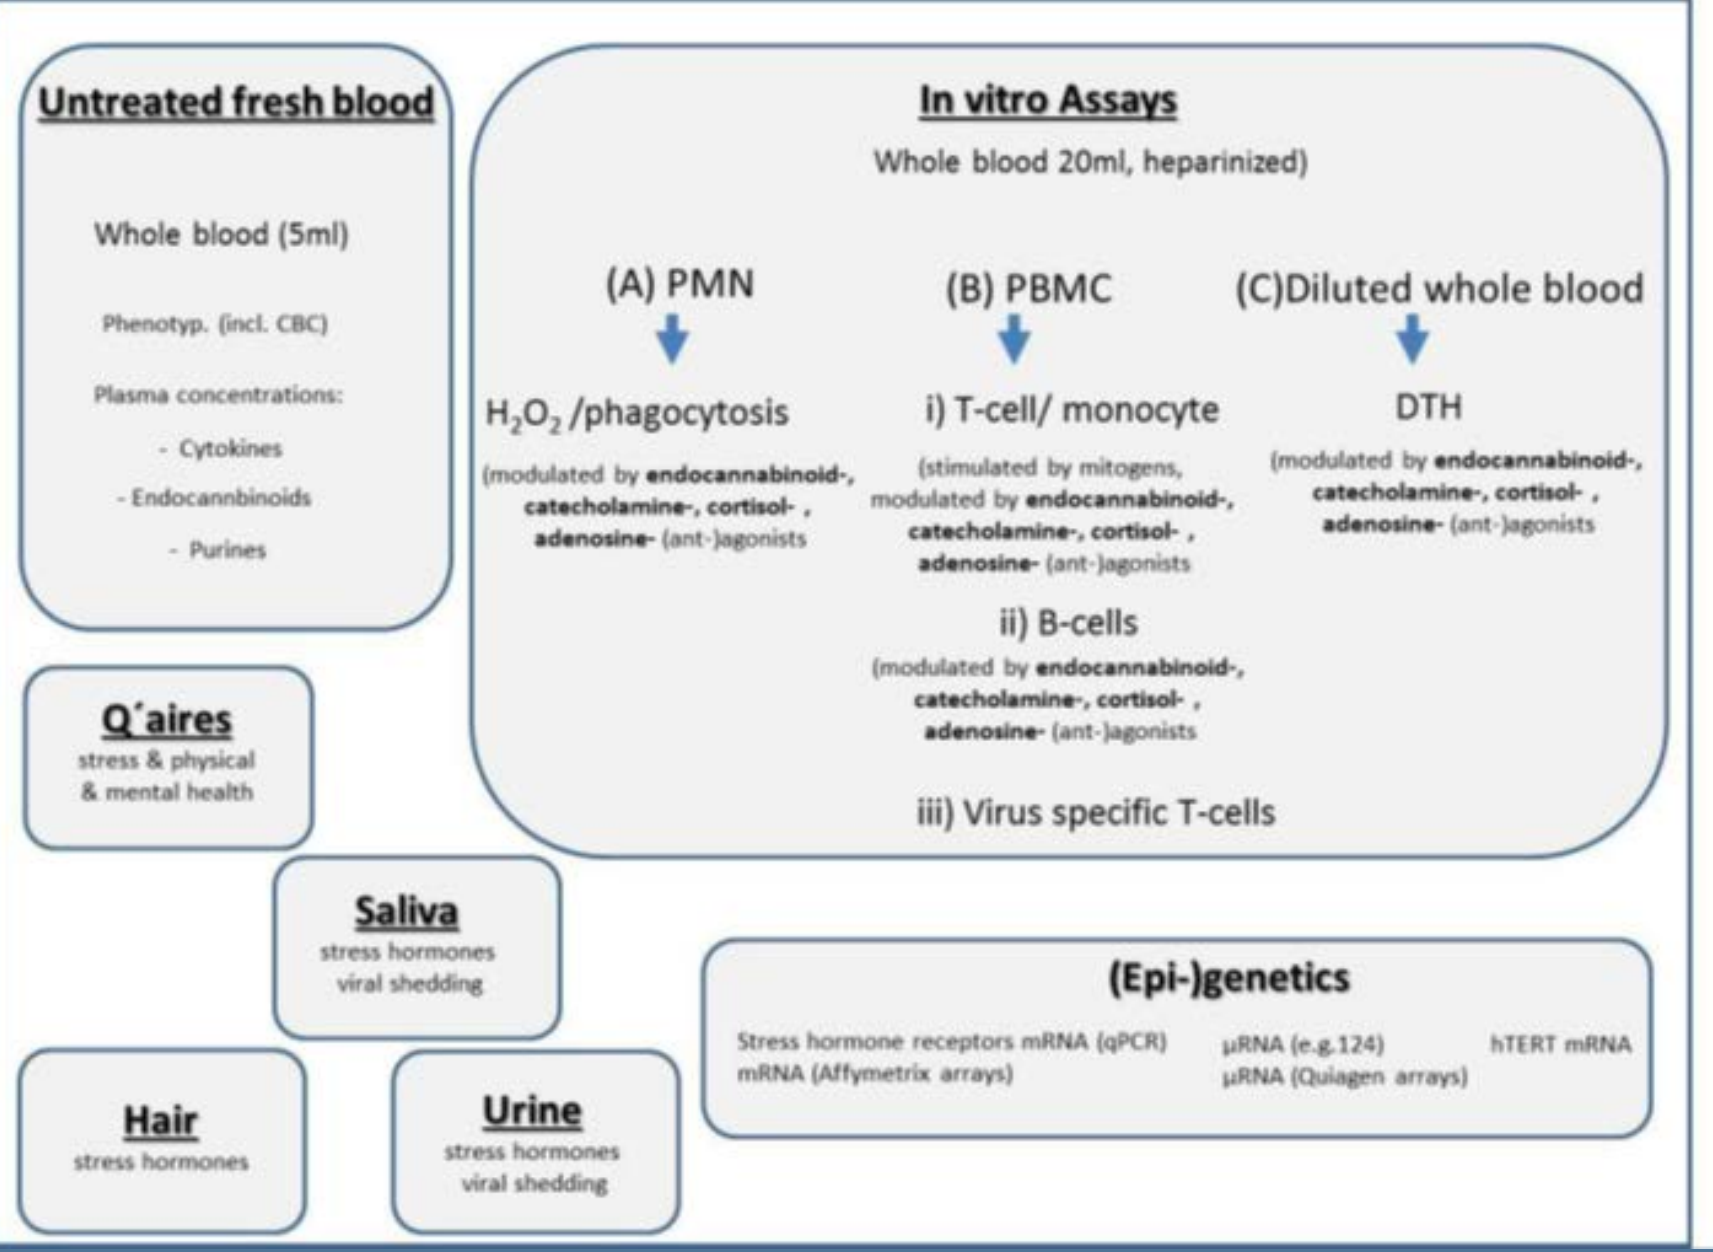 Untreated fresh blood
Whole blood (5ml)
Phenotyp. (incl. CBC)
Plasma concentrations:
- Cytokines
- Endocannbinoids
- Purines
In vitro Assays
Whole blood 20ml, heparinized)
(A) PMN
H₂O₂ /phagocytosis
(modulated by endocannabinoid-,
catecholamine-, cortisol- ,
adenosine- (ant-)agonists
(B) PBMC
i) T-cell/ monocyte
(stimulated by mitogens,
modulated by endocannabinoid-,
catecholamine-, cortisol- ,
adenosine- (ant-)agonists
ii) B-cells
(modulated by endocannabinoid-,
catecholamine-, cortisol- ,
adenosine- (ant-)agonists
iii) Virus specific T-cells
(C)Diluted whole blood
DTH
(modulated by endocannabinoid-,
catecholamine-, cortisol- ,
adenosine- (ant-)agonists
Q´aires
stress & physical
& mental health
Saliva
stress hormones
viral shedding
Hair
stress hormones
Urine
stress hormones
viral shedding
(Epi-)genetics
Stress hormone receptors mRNA (qPCR)
mRNA (Affymetrix arrays)
µRNA (e.g.124)
µRNA (Quiagen arrays)
hTERT mRNA